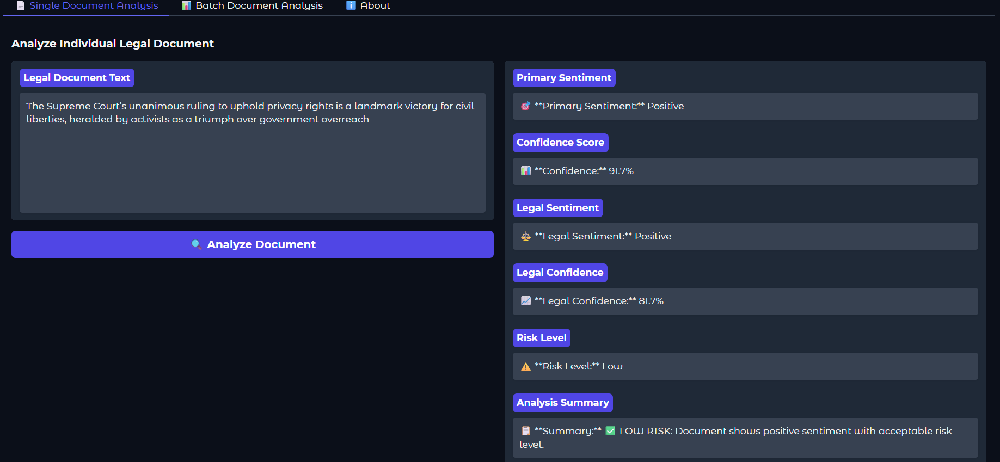 Single Document Analysis
Batch Document Analysis
About
Analyze Individual Legal Document
Legal Document Text
The Supreme Court’s unanimous ruling to uphold privacy rights is a landmark victory for civil
liberties, heralded by activists as a triumph over government overreach
Analyze Document
Primary Sentiment
**Primary Sentiment:** Positive
Confidence Score
**Confidence:** 91.7%
Legal Sentiment
**Legal Sentiment:** Positive
Legal Confidence
**Legal Confidence:** 81.7%
Risk Level
**Risk Level:** Low
Analysis Summary
**Summary:** ✅ LOW RISK: Document shows positive sentiment with acceptable risk
level.